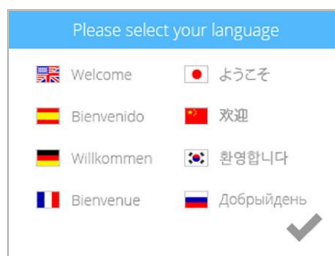 Please select your language
Welcome
ようこそ
Bienvenido
欢迎
Willkommen
환영합니다
Bienvenue
Добрыйдень